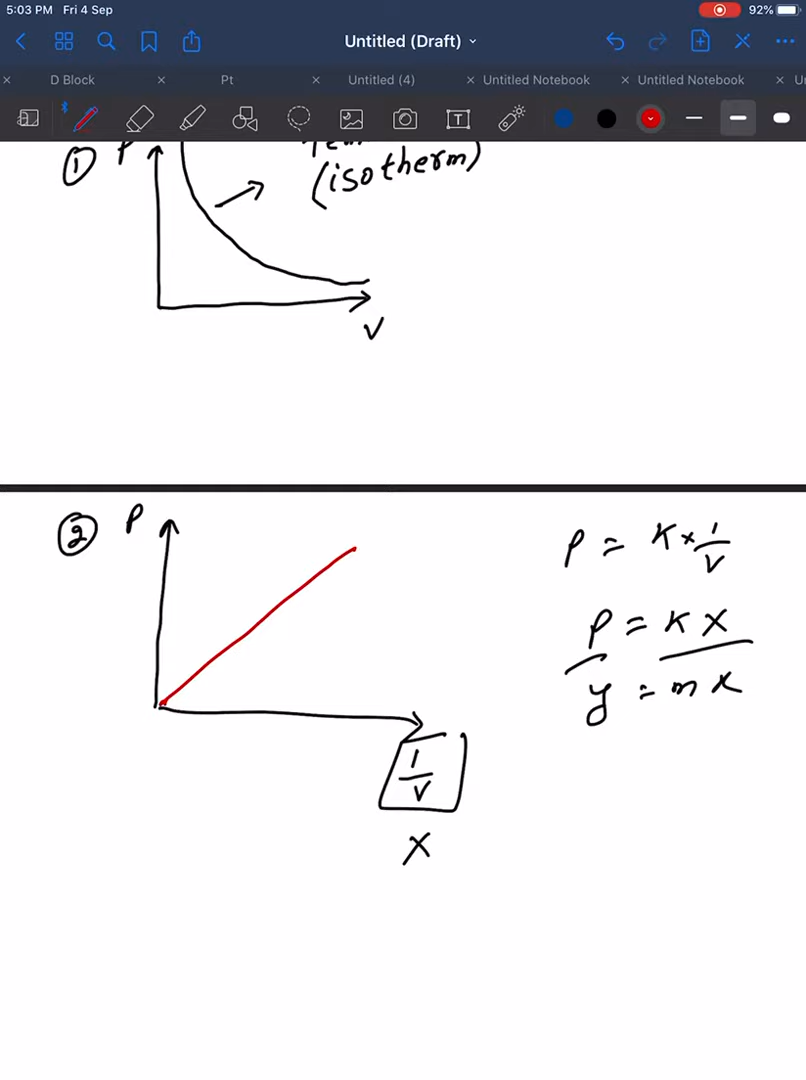 5:03 PM Fri 4 Sep
92%
Untitled (Draft)
D Block
Pt
Untitled (4)
Untitled Notebook
Untitled Notebook
T
① P
(isotherm)
V
② P
P = K × 1/V
P = K X
y = m x
1/V
X